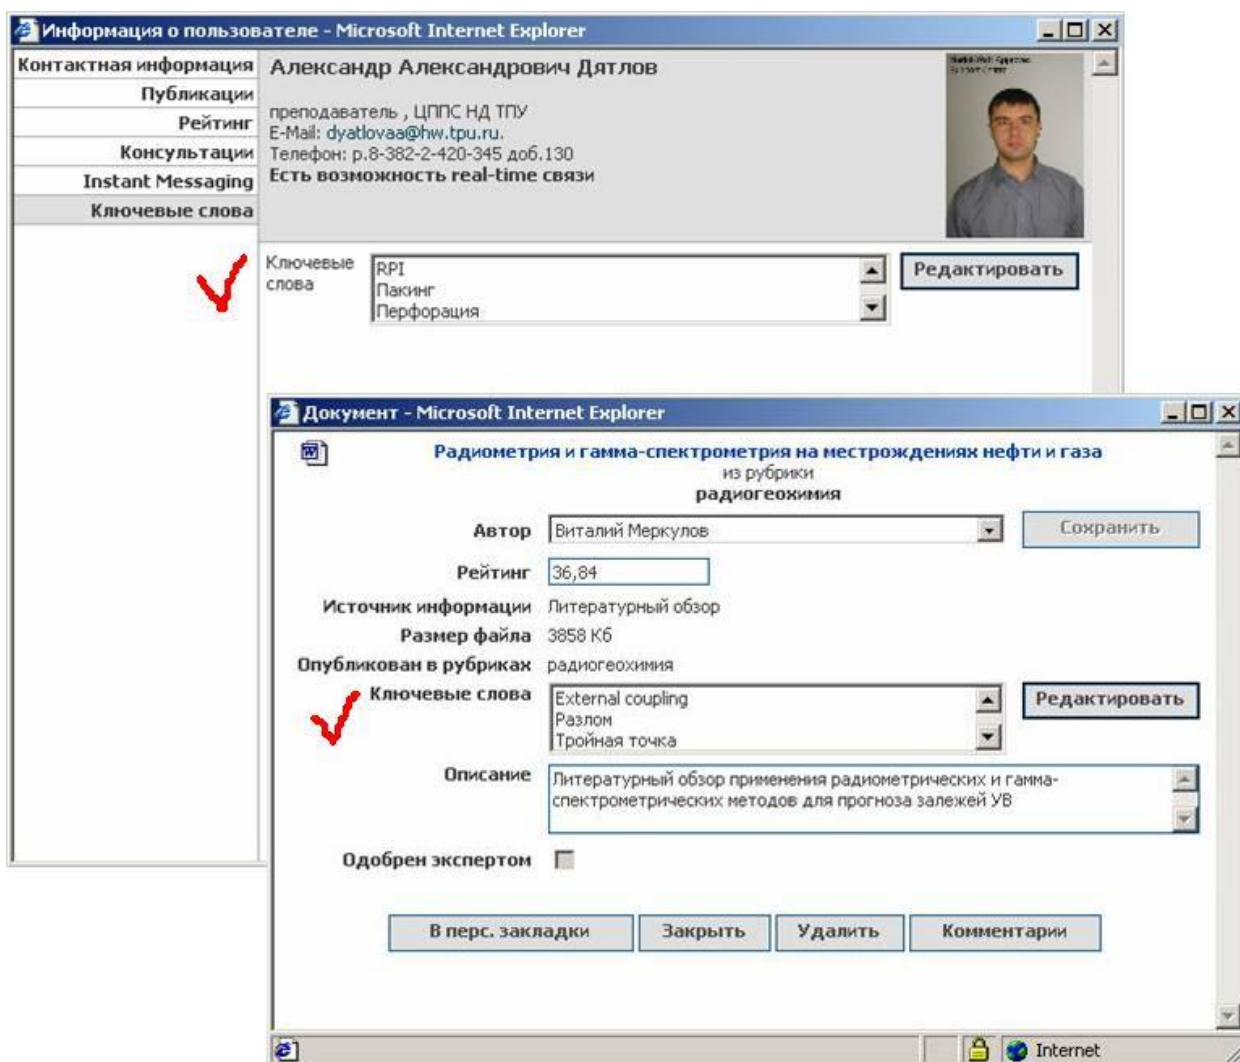 Информация о пользователе - Microsoft Internet Explorer
Контактная информация
Публикации
Рейтинг
Консультации
Instant Messaging
Ключевые слова
Александр Александрович Дятлов
преподаватель , ЦППС НД ТПУ
E-Mail: dyatlovaa@hw.tpu.ru.
Телефон: р.8-382-2-420-345 доб.130
Есть возможность real-time связи
Ключевые
слова
RPI
Пакинг
Перфорация
Редактировать
Документ - Microsoft Internet Explorer
Радиометрия и гамма-спектрометрия на местрождениях нефти и газа
из рубрики
радиогеохимия
Автор Виталий Меркулов Сохранить
Рейтинг 36,84
Источник информации Литературный обзор
Размер файла 3858 Кб
Опубликован в рубриках радиогеохимия
Ключевые слова
External coupling
Разлом
Тройная точка
Редактировать
Описание
Литературный обзор применения радиометрических и гамма-
спектрометрических методов для прогноза залежей УВ
Одобрен экспертом
В перс. закладки Закрыть Удалить Комментарии
Internet